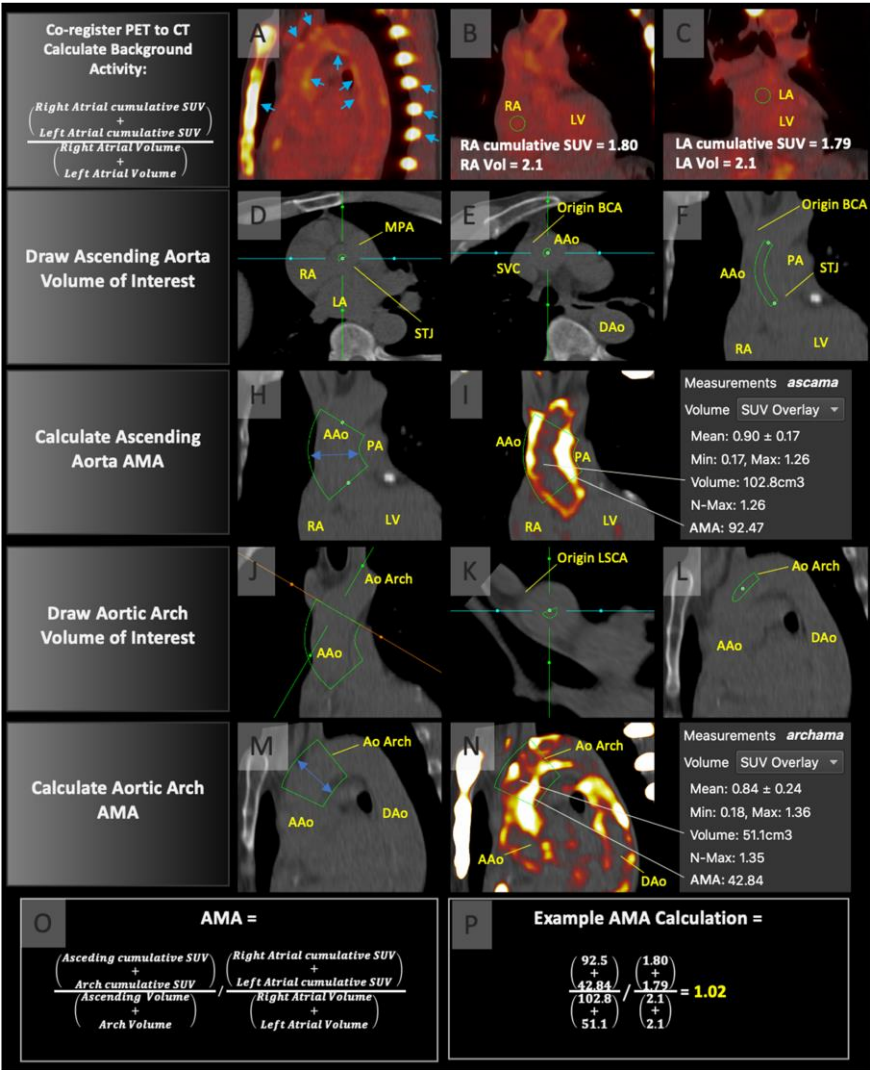 Co-register PET to CT
Calculate Background
Activity:
Right Atrial cumulative SUV
+
Left Atrial cumulative SUV
Right Atrial Volume
+
Left Atrial Volume
A
B
RA
LV
RA cumulative SUV = 1.80
RA Vol = 2.1
C
LA
LV
LA cumulative SUV = 1.79
LA Vol = 2.1
Draw Ascending Aorta
Volume of Interest
D
MPA
RA
LA
STJ
E
Origin BCA
AAo
SVC
DAo
F
Origin BCA
AAo
PA
STJ
RA
LV
Calculate Ascending
Aorta AMA
H
AAo
PA
RA
LV
I
AAo
PA
RA
LV
Measurements ascama
Volume SUV Overlay
Mean: 0.90 ± 0.17
Min: 0.17, Max: 1.26
Volume: 102.8cm3
N-Max: 1.26
AMA: 92.47
Draw Aortic Arch
Volume of Interest
J
Ao Arch
AAo
K
Origin LSCA
L
Ao Arch
AAo
DAo
Calculate Aortic Arch
AMA
M
Ao Arch
AAo
DAo
N
Ao Arch
AAo
DAo
Measurements archama
Volume SUV Overlay
Mean: 0.84 ± 0.24
Min: 0.18, Max: 1.36
Volume: 51.1cm3
N-Max: 1.35
AMA: 42.84
O
AMA =
(Asceding cumulative SUV
+
Arch cumulative SUV)
(Ascending Volume
+
Arch Volume)
/
(Right Atrial cumulative SUV
+
Left Atrial cumulative SUV)
(Right Atrial Volume
+
Left Atrial Volume)
P
Example AMA Calculation =
(92.5
+
42.84)
(102.8
+
51.1)
/
(1.80
+
1.79)
(2.1
+
2.1)
= 1.02